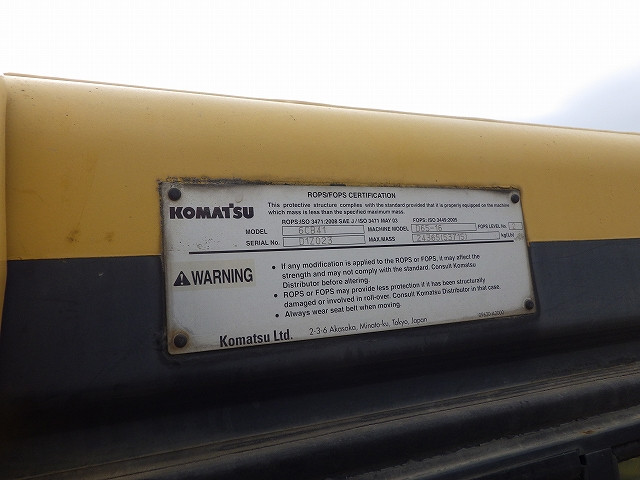 ROPS/FOPS CERTIFICATION
KOMATSU
This protective structure complies with the standard provided that it is properly equipped on the machine
which mass is less than the specified maximum mass.
ROPS:ISO 3471:2008 SAE J / ISO 3471 MAY 03 FOPS: ISO 3449:2005
MODEL 6CB41 MACHINE MODEL D65-16 FOPS LEVEL No. 2
SERIAL No. 01Z023 MAX.MASS kg(Lbs)
WARNING
• If any modification is applied to the ROPS or FOPS, it may affect the
strength and may not comply with the standard. Consult Komatsu
Distributor before altering.
• ROPS or FOPS may provide less protection if it has been structurally
damaged or involved in roll-over. Consult Komatsu Distributor in that case.
• Always wear seat belt when moving.
Komatsu Ltd. 2-3-6 Akasaka, Minato-ku, Tokyo, Japan